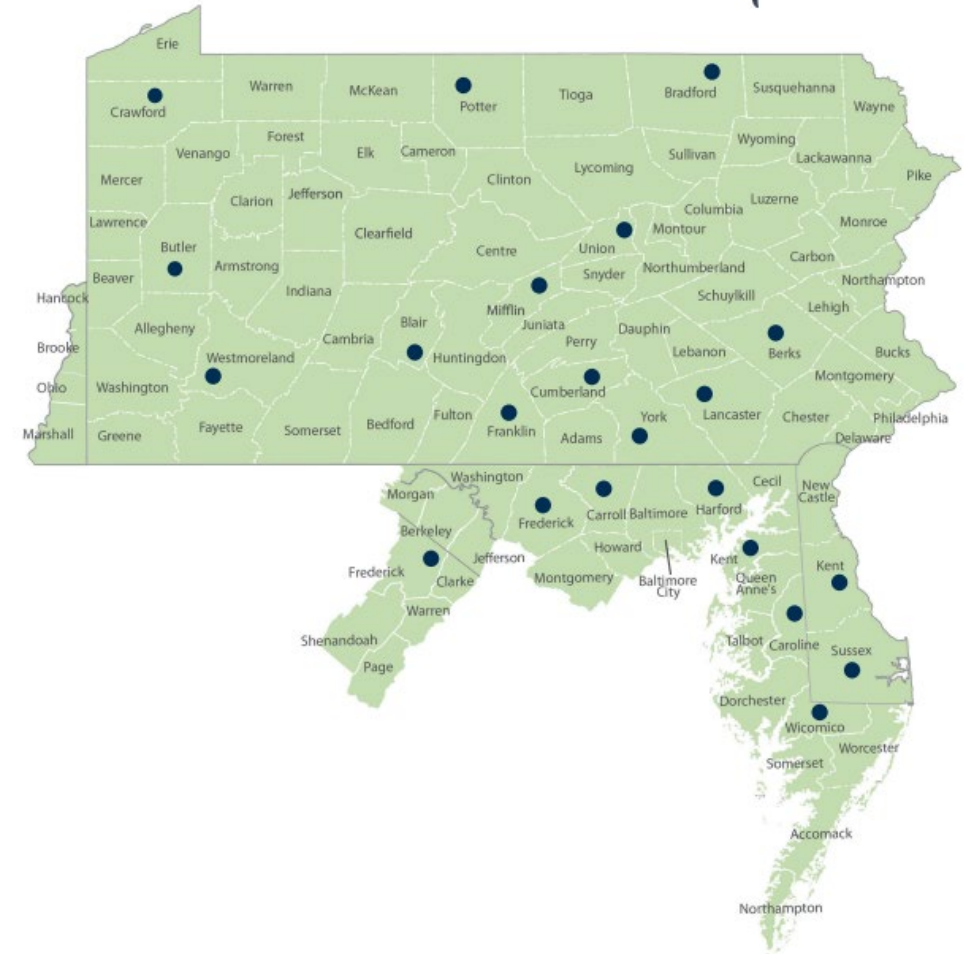 Erie
Warren
McKean
Potter
Tioga
Bradford
Susquehanna
Wayne
Crawford
Forest
Venango
Elk
Cameron
Sullivan
Wyoming
Lackawanna
Lycoming
Mercer
Clinton
Pike
Clarion
Jefferson
Luzerne
Columbia
Lawrence
Monroe
Montour
Clearfield
Butler
Union
Centre
Carbon
Armstrong
Northumberland
Snyder
Beaver
Northampton
Indiana
Schuylkill
Hancock
Lehigh
Mifflin
Blair
Juniata
Allegheny
Dauphin
Cambria
Perry
Brooke
Lebanon
Berks
Bucks
Westmoreland
Huntingdon
Montgomery
Ohio
Washington
Cumberland
Fulton
York
Lancaster
Chester
Philadelphia
Bedford
Fayette
Somerset
Franklin
Marshall
Greene
Adams
Delaware
Washington
Cecil
New
Castle
Morgan
Harford
Carroll
Baltimore
Frederick
Berkeley
Howard
Jefferson
Kent
Kent
Frederick
Montgomery
Clarke
Baltimore
City
Queen
Anne's
Warren
Shenandoah
Talbot
Caroline
Sussex
Page
Dorchester
Wicomico
Worcester
Somerset
Accomack
Northampton